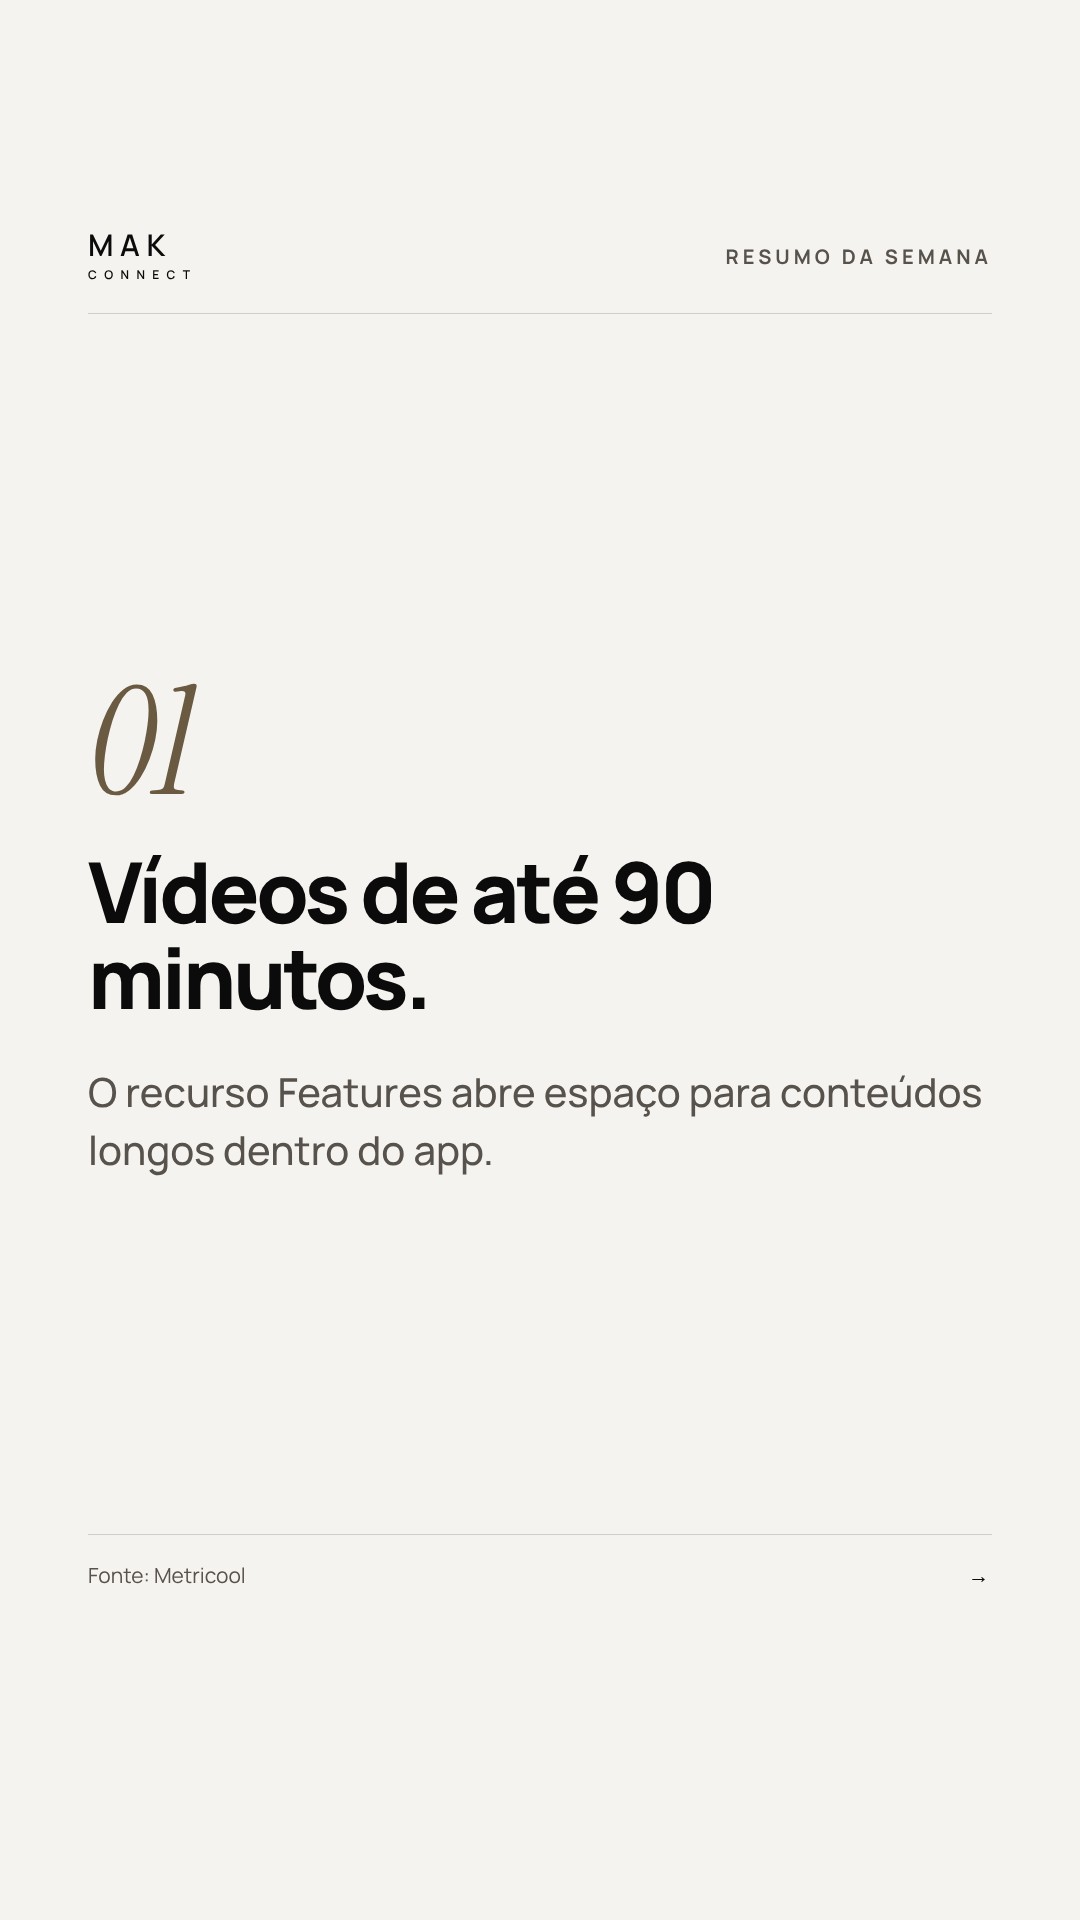 MAK
CONNECT
RESUMO DA SEMANA
01
Vídeos de até 90
minutos.
O recurso Features abre espaço para conteúdos
longos dentro do app.
Fonte: Metricool
→